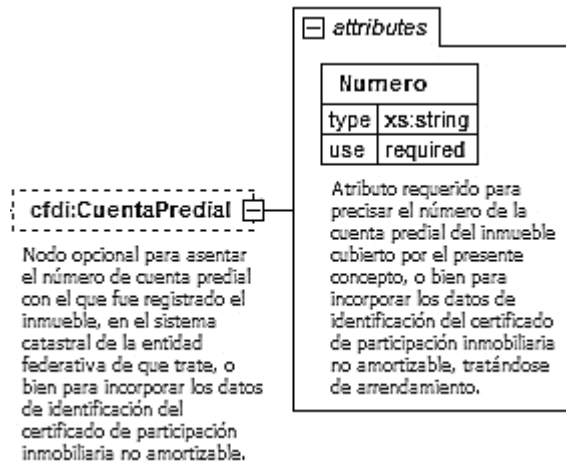 attributes
Numero
type xs:string
use required
Atributo requerido para
precisar el número de la
cuenta predial del inmueble
cubierto por el presente
concepto, o bien para
incorporar los datos de
identificación del certificado
de participación inmobiliaria
no amortizable, tratándose
de arrendamiento.
cfdi:CuentaPredial
Nodo opcional para asentar
el número de cuenta predial
con el que fue registrado el
inmueble, en el sistema
catastral de la entidad
federativa de que trate, o
bien para incorporar los datos
de identificación del
certificado de participación
inmobiliaria no amortizable.